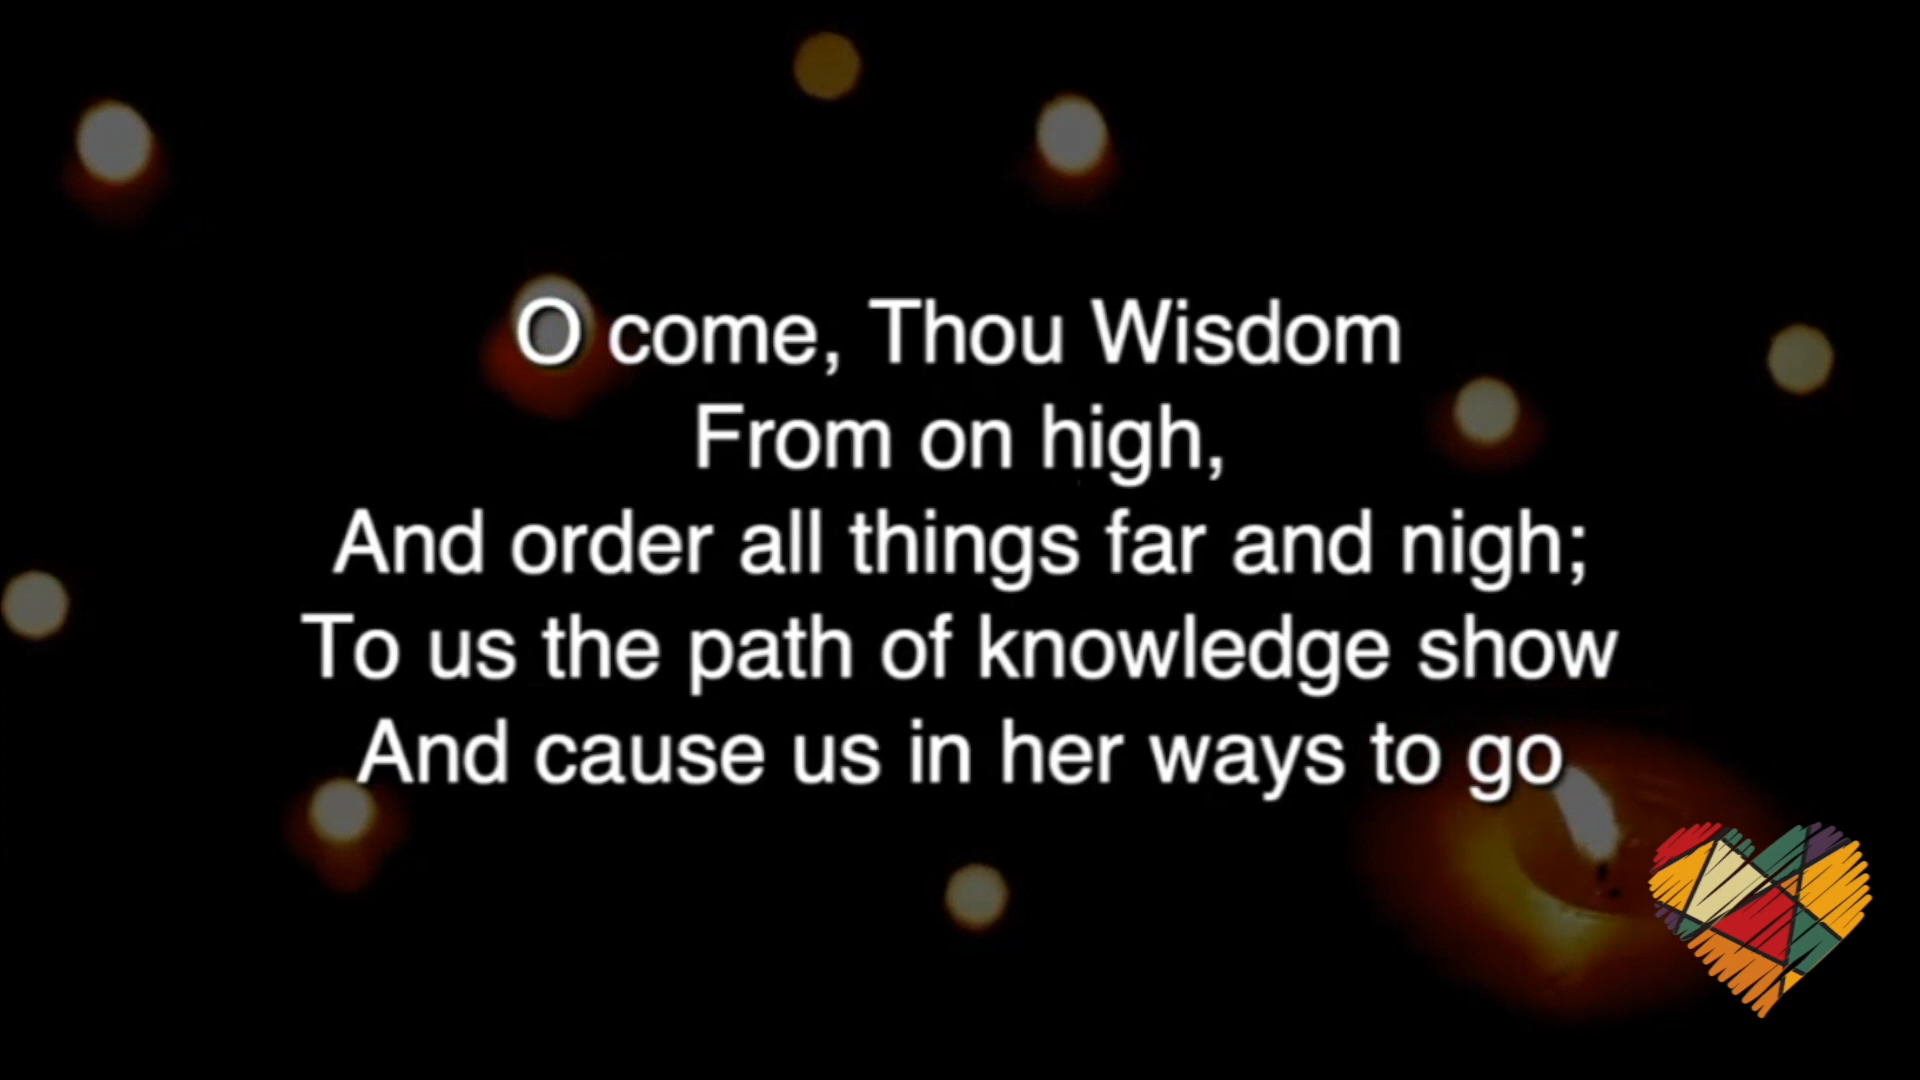 O come, Thou Wisdom
From on high,
And order all things far and nigh;
To us the path of knowledge show
And cause us in her ways to go